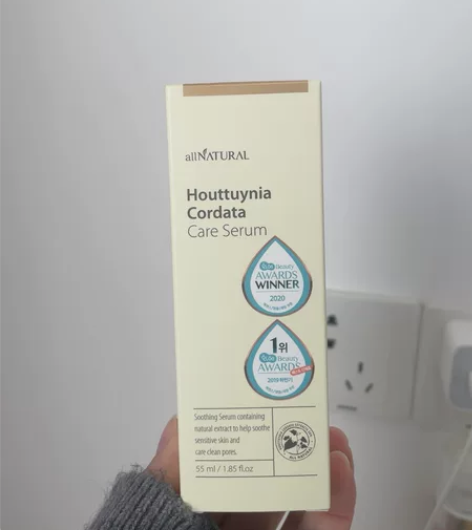 allNATURAL
Houttuynia
Cordata
Care Serum
Beauty
AWARDS
WINNER
2020
1위
Beauty
AWARDS
Soothing Serum containing
natural extract to help soothe
sensitive skin and
care clean pores.
55 ml / 1.85 fl.oz